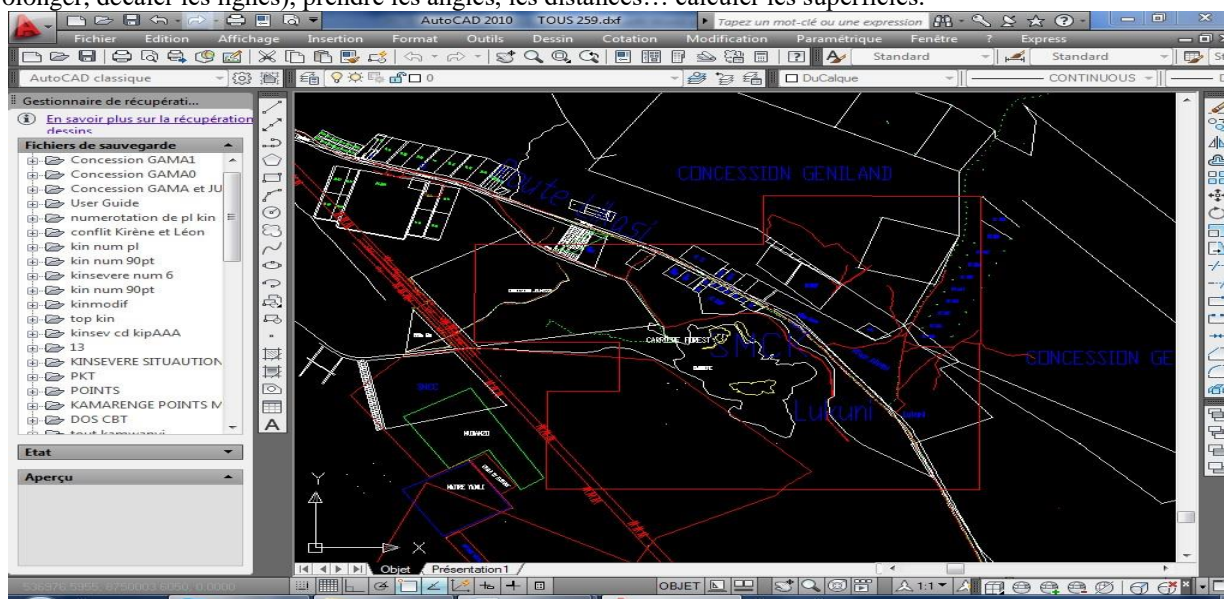 olonger, décaler les lignes), prendre les angles, les distances… calculer les superficies.
AutoCAD 2010 TOUS 259.dxf
Tapez un mot-clé ou une expression
Fichier Edition Affichage Insertion Format Outils Dessin Cotation Modification Paramétrique Fenêtre ? Express
Standard
Standard
AutoCAD classique
0
DuCalque
CONTINUOUS
Gestionnaire de récupérati...
En savoir plus sur la récupération
dessins
Fichiers de sauvegarde
Concession GAMA1
Concession GAMA0
Concession GAMA et JU
User Guide
numerotation de pl kin
conflit Kirène et Léon
kin num pl
kin num 90pt
kinsevere num 6
kin num 90pt
kinmodif
top kin
kinsev cd kipAAA
13
KINSEVERE SITUAUTION
PKT
POINTS
KAMARENGE POINTS M
DOS CBT
tout kamwanyi
Etat
Aperçu
CONCESSION GENILAND
Route Likasi
CARRIERE FOREST
SMCK
CONCESSION GE
Lukuni
Y
X
Objet Présentation1
OBJET
1:1